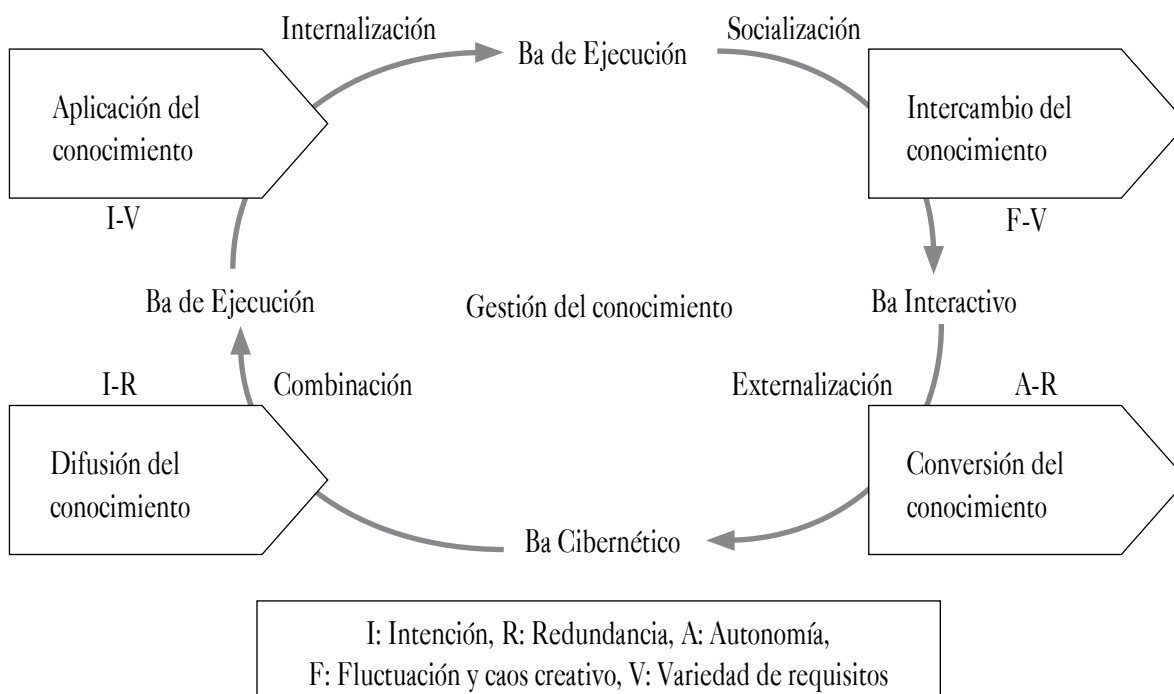 Internalización
Ba de Ejecución
Socialización
Aplicación del
conocimiento
Intercambio del
conocimiento
I-V
F-V
Ba de Ejecución
Gestión del conocimiento
Ba Interactivo
I-R
Combinación
Externalización
A-R
Difusión del
conocimiento
Conversión del
conocimiento
Ba Cibernético
I: Intención, R: Redundancia, A: Autonomía,
F: Fluctuación y caos creativo, V: Variedad de requisitos